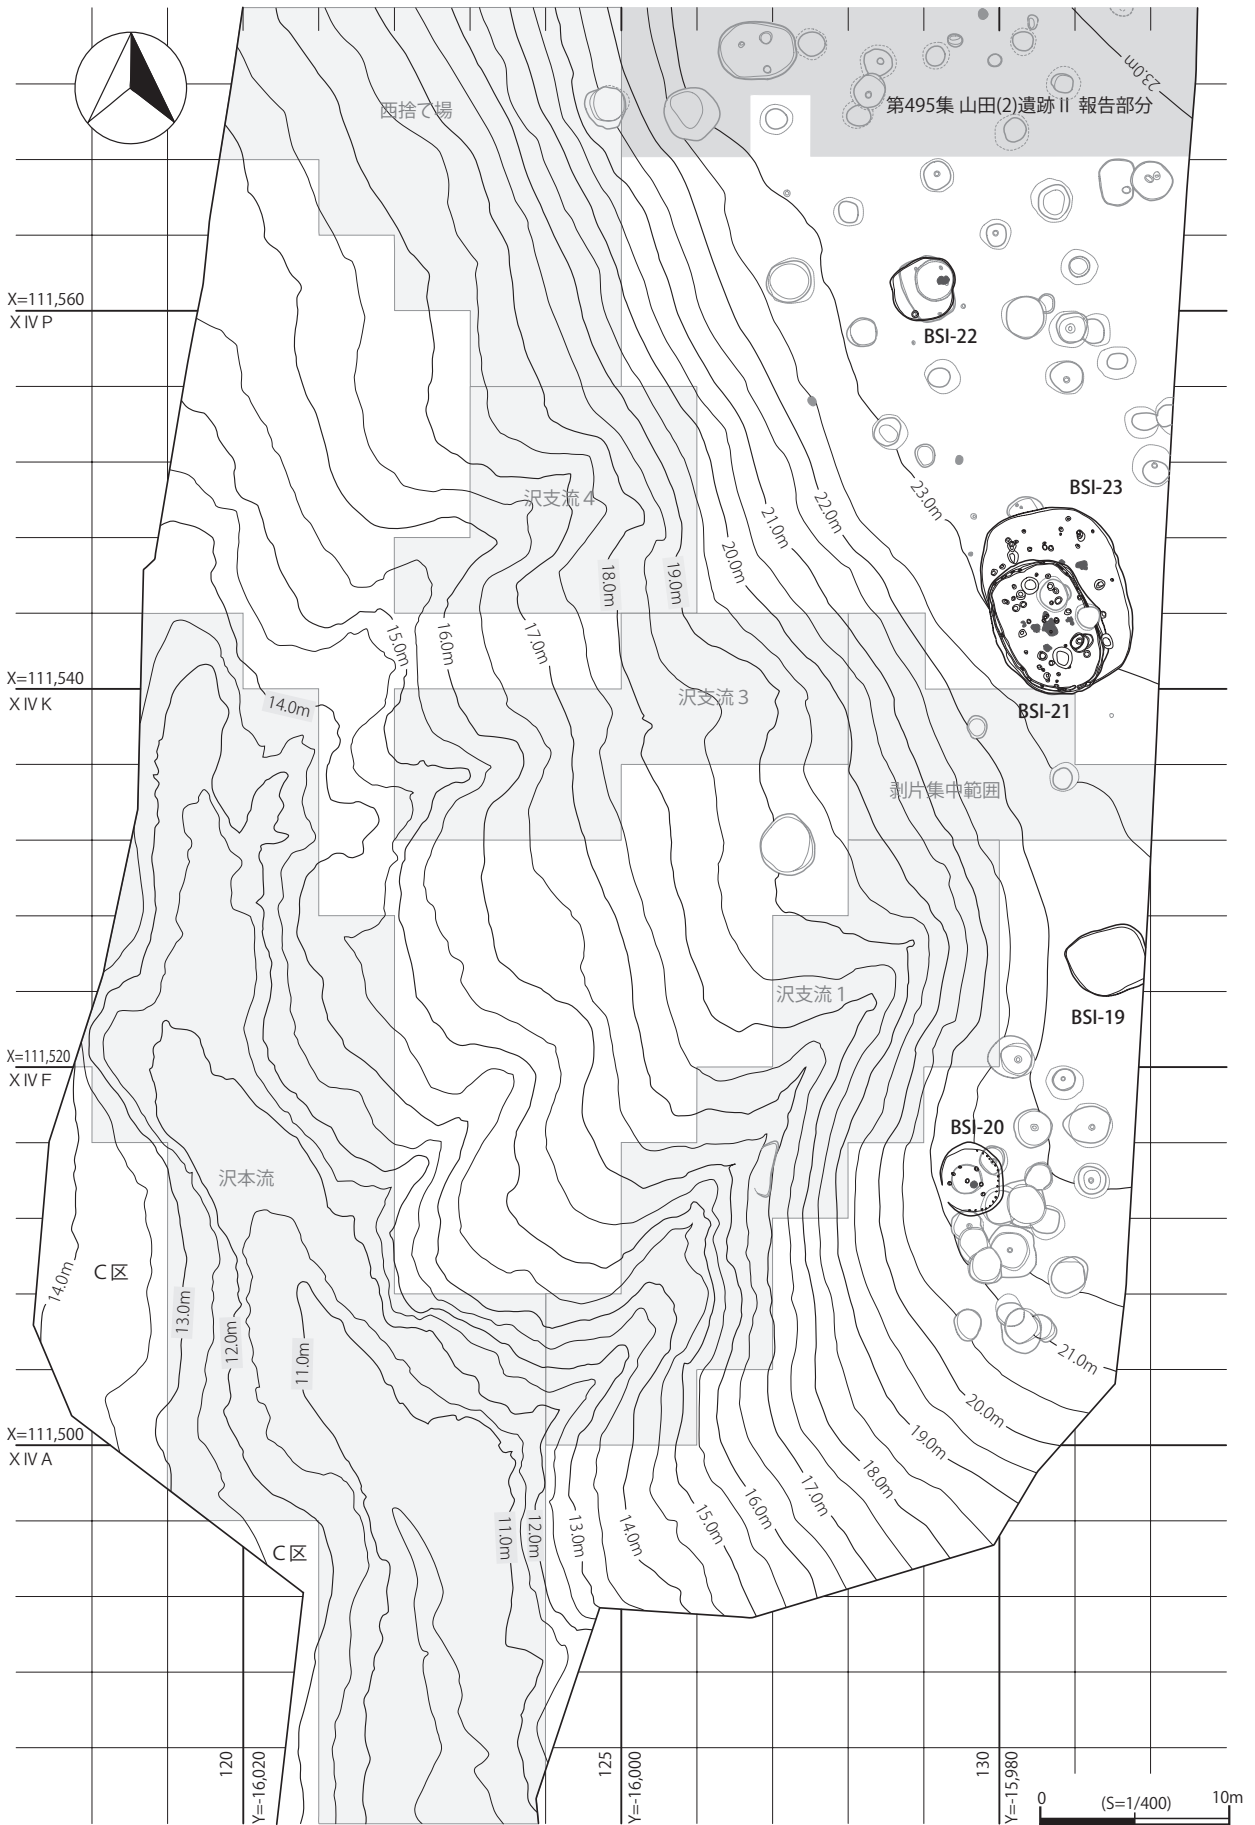 23.0m
西捨て場
第495集 山田(2)遺跡Ⅱ 報告部分
X=111,560
ⅩⅣP
BSI-22
沢支流4
23.0m
22.0m
21.0m
20.0m
19.0m
18.0m
BSI-23
15.0m
16.0m
17.0m
X=111,540
ⅩⅣK
14.0m
沢支流3
BSI-21
剥片集中範囲
沢支流1
BSI-19
X=111,520
ⅩⅣF
BSI-20
沢本流
C区
14.0m
13.0m
12.0m
11.0m
21.0m
20.0m
19.0m
18.0m
17.0m
16.0m
15.0m
14.0m
13.0m
12.0m
11.0m
X=111,500
ⅩⅣA
C区
120
Y=-16,020
125
Y=-16,000
130
Y=-15,980
0 (S=1/400) 10m